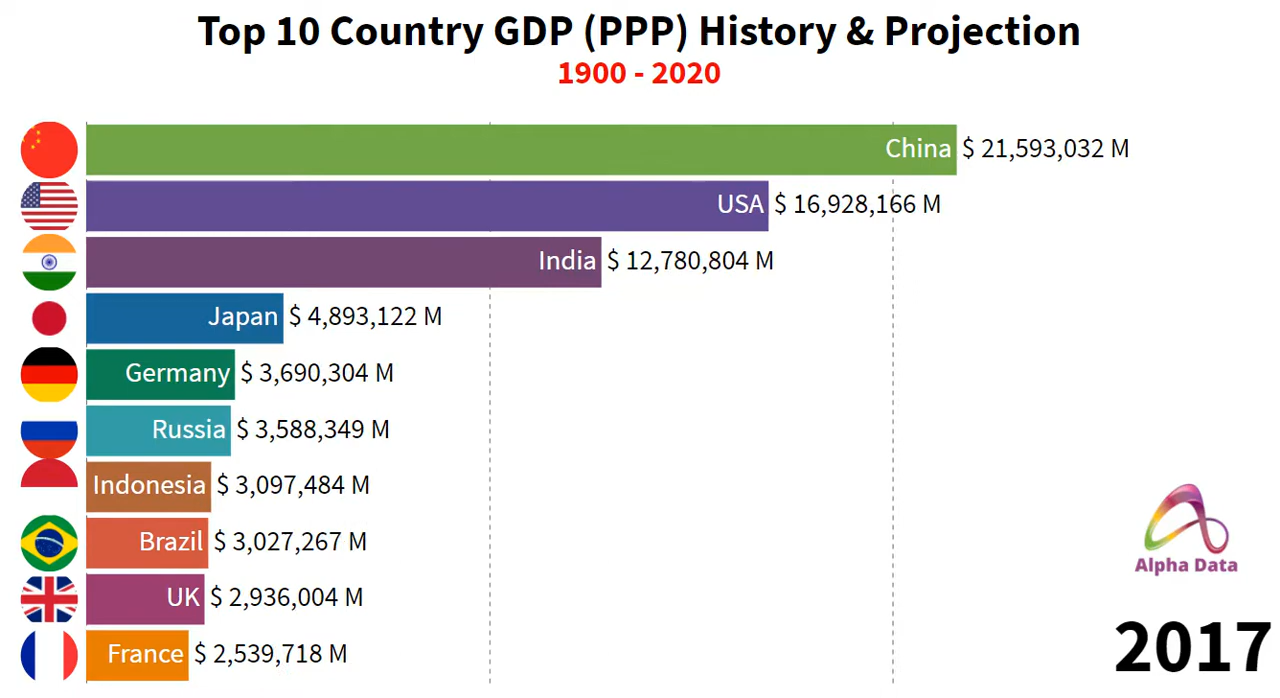 Top 10 Country GDP (PPP) History & Projection
1900 - 2020
China $ 21,593,032 M
USA $ 16,928,166 M
India $ 12,780,804 M
Japan $ 4,893,122 M
Germany $ 3,690,304 M
Russia $ 3,588,349 M
Indonesia $ 3,097,484 M
Brazil $ 3,027,267 M
UK $ 2,936,004 M
France $ 2,539,718 M
Alpha Data
2017